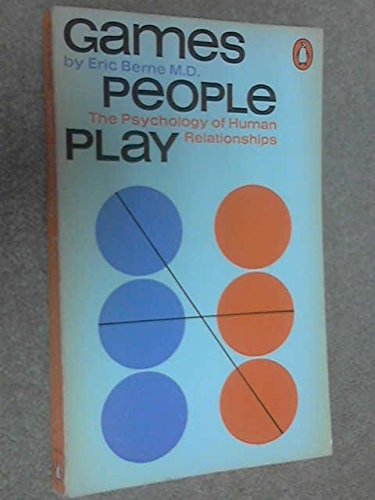 Games
by Eric Berne M.D.
PEOPLE
The Psychology of Human
PLAY Relationships